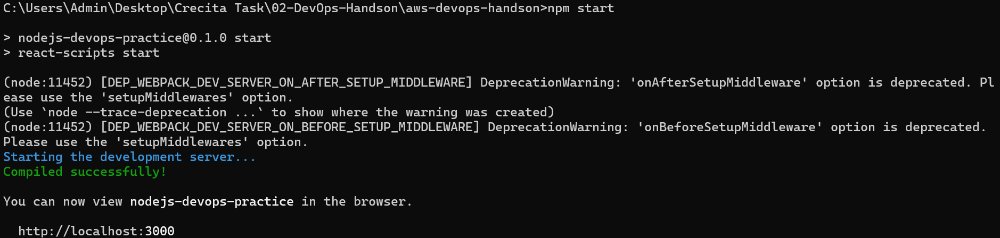 C:\Users\Admin\Desktop\Crecita Task\02-DevOps-Handson\aws-devops-handson>npm start
> nodejs-devops-practice@0.1.0 start
> react-scripts start
(node:11452) [DEP_WEBPACK_DEV_SERVER_ON_AFTER_SETUP_MIDDLEWARE] DeprecationWarning: 'onAfterSetupMiddleware' option is deprecated. Pl
ease use the 'setupMiddlewares' option.
(Use `node --trace-deprecation ...` to show where the warning was created)
(node:11452) [DEP_WEBPACK_DEV_SERVER_ON_BEFORE_SETUP_MIDDLEWARE] DeprecationWarning: 'onBeforeSetupMiddleware' option is deprecated.
Please use the 'setupMiddlewares' option.
Starting the development server...
Compiled successfully!
You can now view nodejs-devops-practice in the browser.
http://localhost:3000